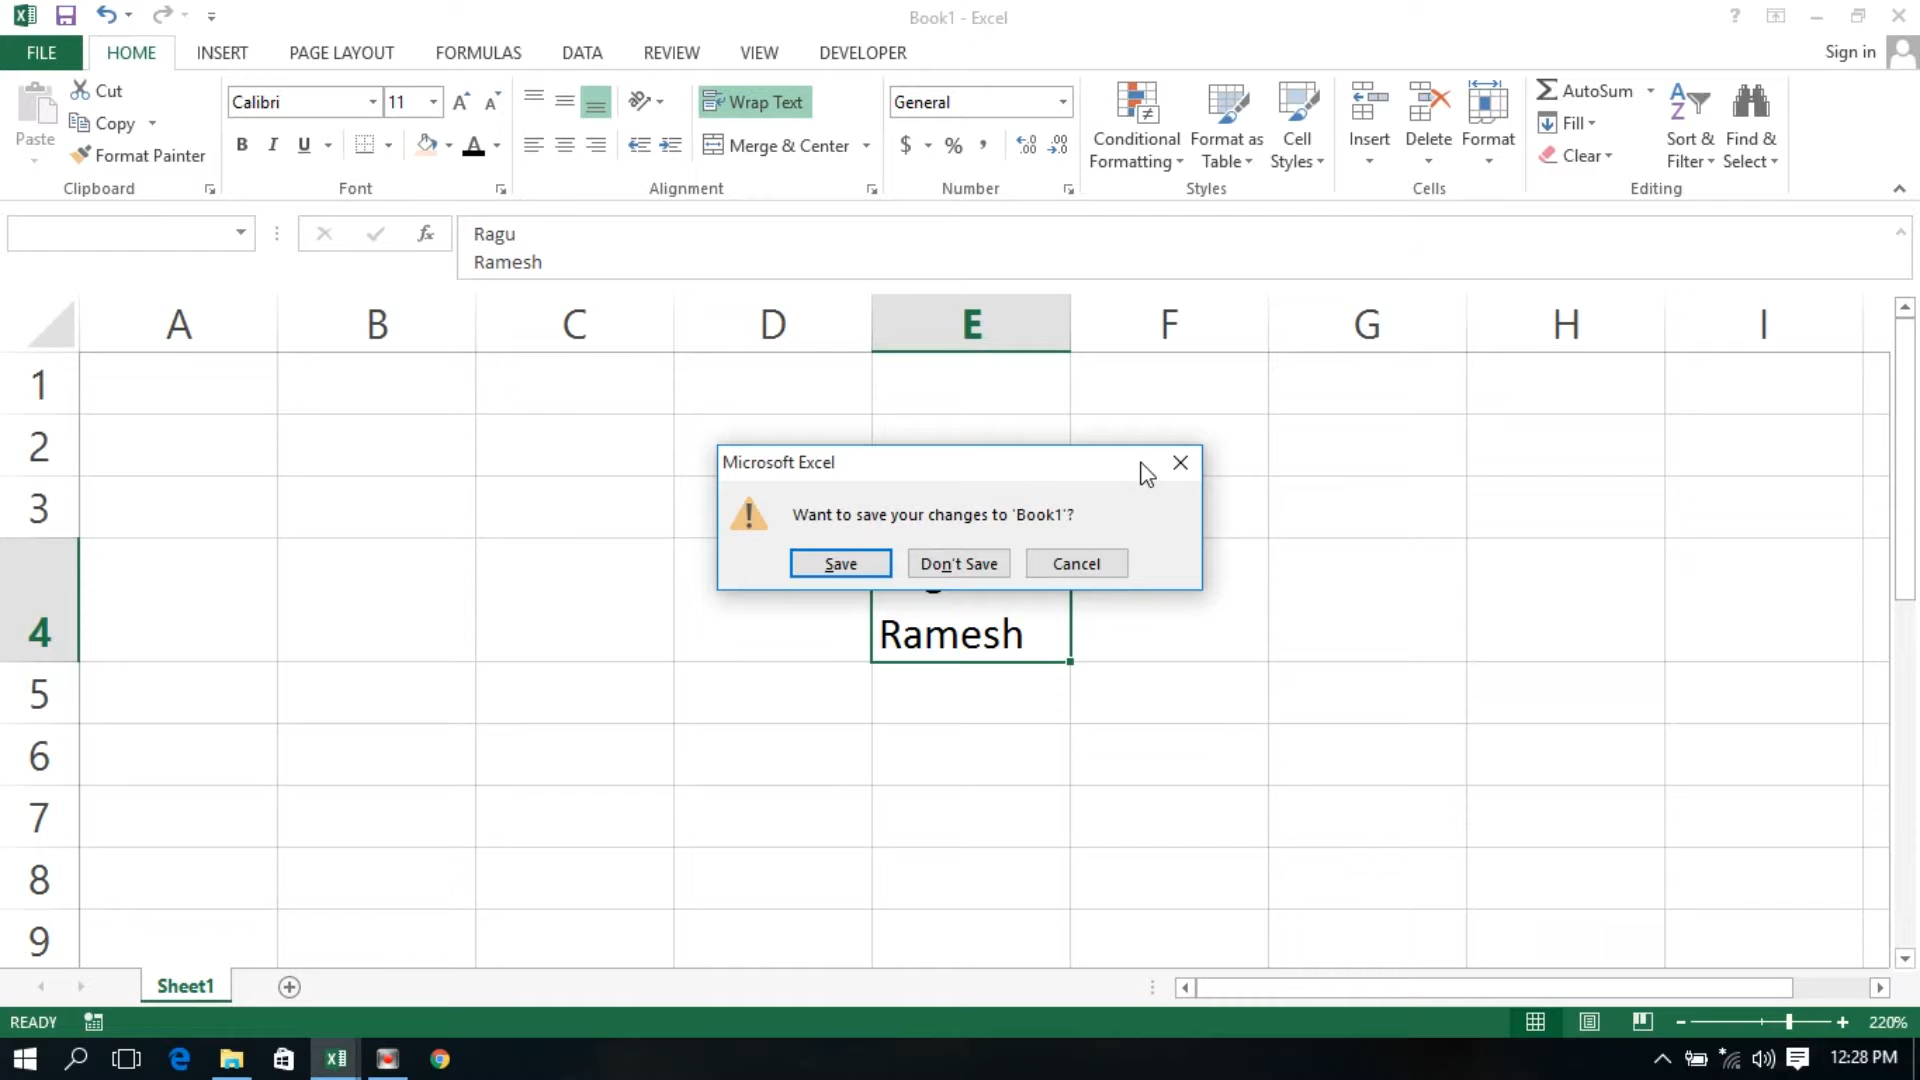 Book1 - Excel
?
FILE HOME INSERT PAGE LAYOUT FORMULAS DATA REVIEW VIEW DEVELOPER Sign in
Paste
Cut
Copy
Format Painter
Clipboard
Calibri 11
B I U
Font
Wrap Text
Merge & Center
Alignment
General
$ % ,
Number
Conditional
Formatting
Format as
Table
Cell
Styles
Styles
Insert Delete Format
Cells
AutoSum
Fill
Clear
Sort &
Filter
Find &
Select
Editing
fx
Ragu
Ramesh
A B C D E F G H I
1
2
3
4
5
6
7
8
9
Microsoft Excel
Want to save your changes to 'Book1'?
Save Don't Save Cancel
Ramesh
Sheet1
READY 220%
12:28 PM